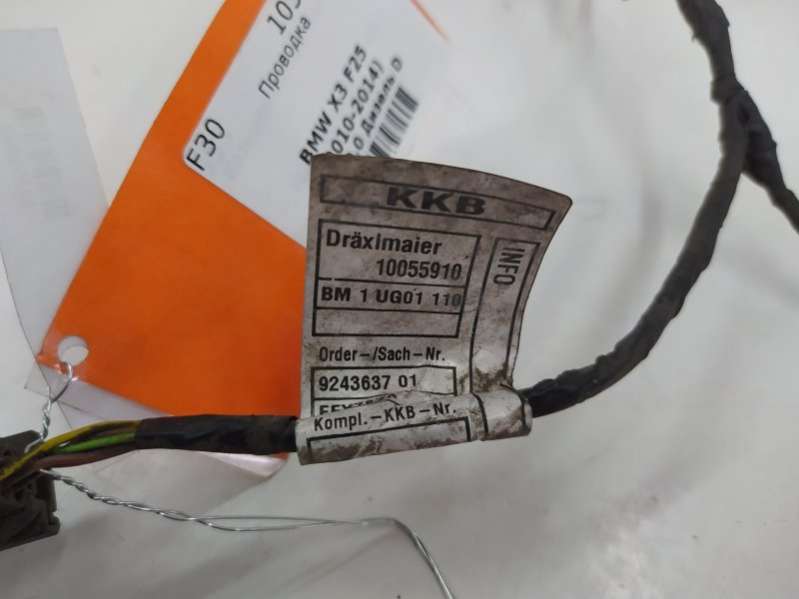 F30
Проводка
BMW X3 F25
Дизель
KKB
Dräxlmaier
10055910
BM 1 UG01 110
INFO
Order-/Sach-Nr.
9243637 01
Kompl.-KKB-Nr.